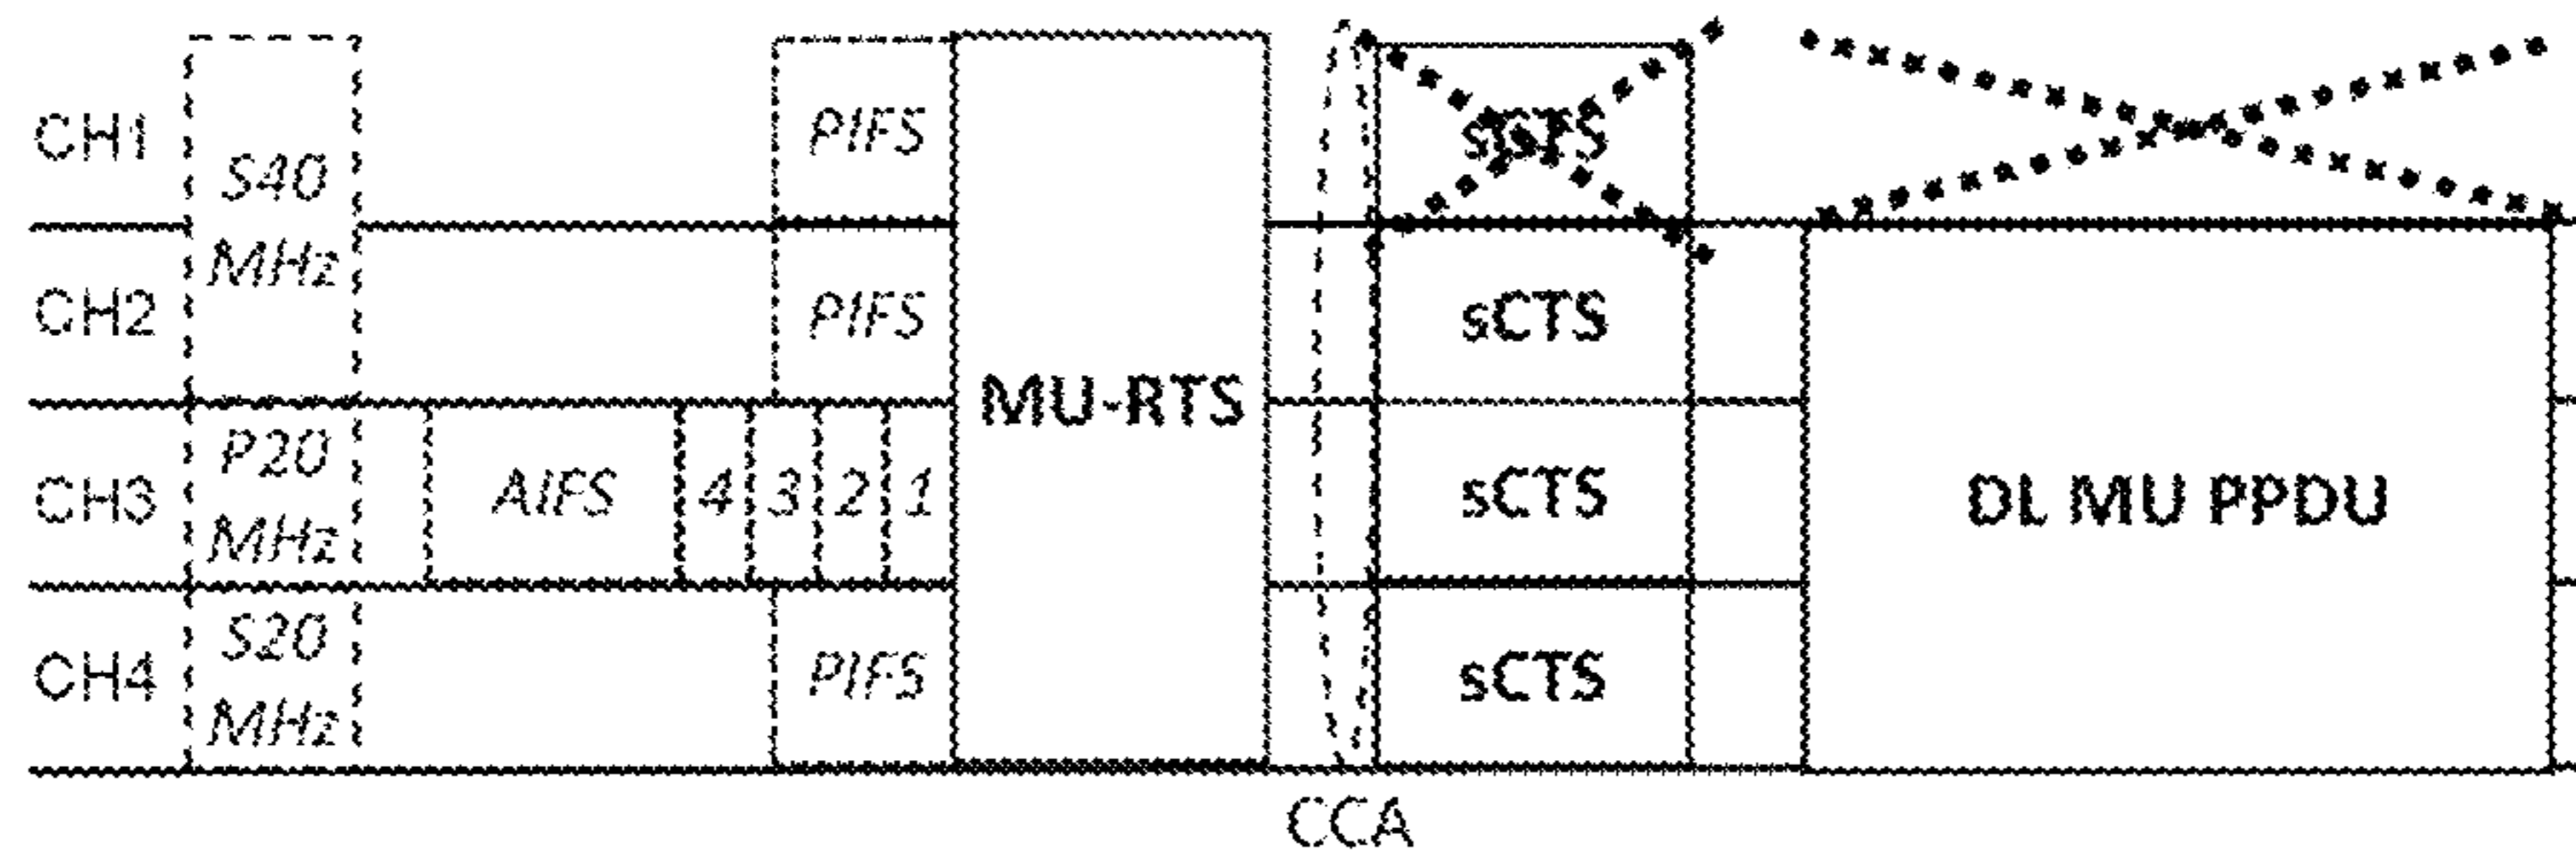 CH1
S40
MHz
PIFS
sCTS
CH2
PIFS
sCTS
MU-RTS
CH3
P20
MHz
AIFS
4
3
2
1
sCTS
DL MU PPDU
CH4
S20
MHz
PIFS
sCTS
CCA